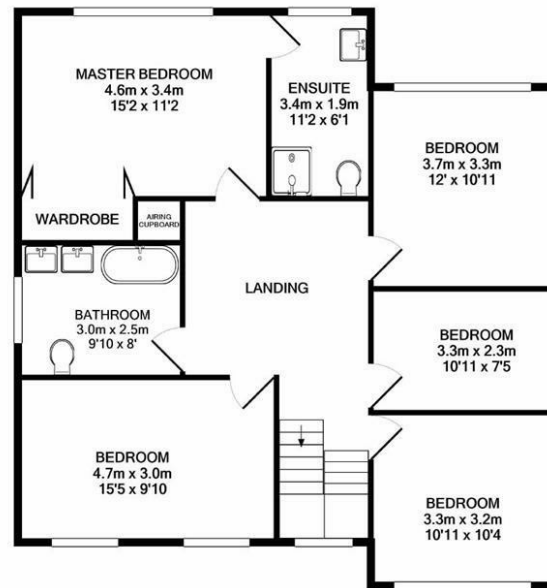 MASTER BEDROOM
4.6m x 3.4m
15'2 x 11'2
ENSUITE
3.4m x 1.9m
11'2 x 6'1
BEDROOM
3.7m x 3.3m
12' x 10'11
WARDROBE
AIRING
CUPBOARD
LANDING
BATHROOM
3.0m x 2.5m
9'10 x 8'
BEDROOM
3.3m x 2.3m
10'11 x 7'5
BEDROOM
4.7m x 3.0m
15'5 x 9'10
BEDROOM
3.3m x 3.2m
10'11 x 10'4